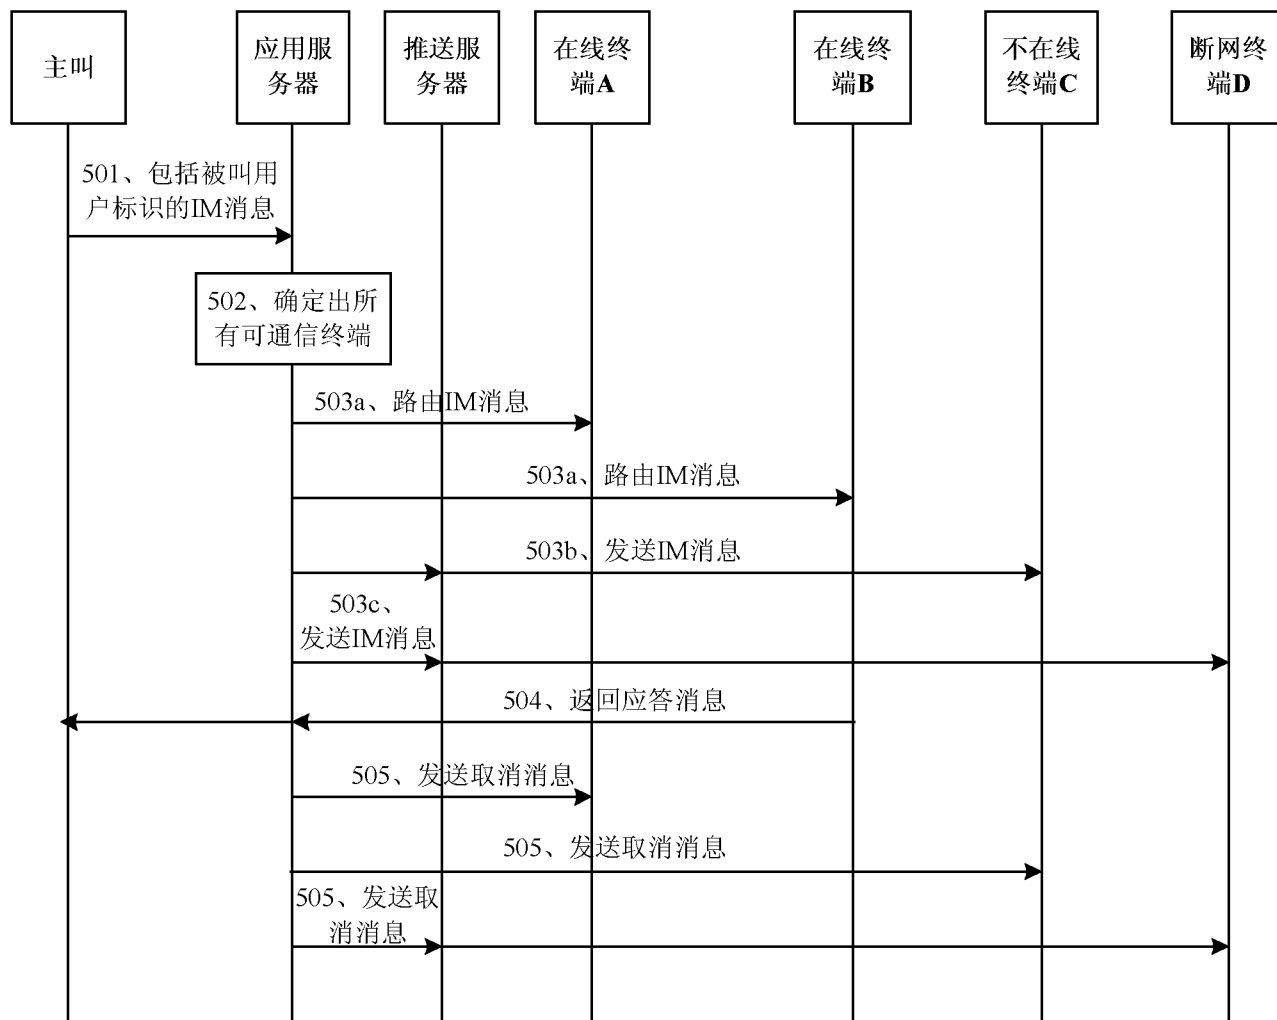 主叫
应用服
务器
推送服
务器
在线终
端A
在线终
端B
不在线
终端C
断网终
端D
501、包括被叫用
户标识的IM消息
502、确定出所
有可通信终端
503a、路由IM消息
503a、路由IM消息
503b、发送IM消息
503c、
发送IM消息
504、返回应答消息
505、发送取消消息
505、发送取消消息
505、发送取
消消息